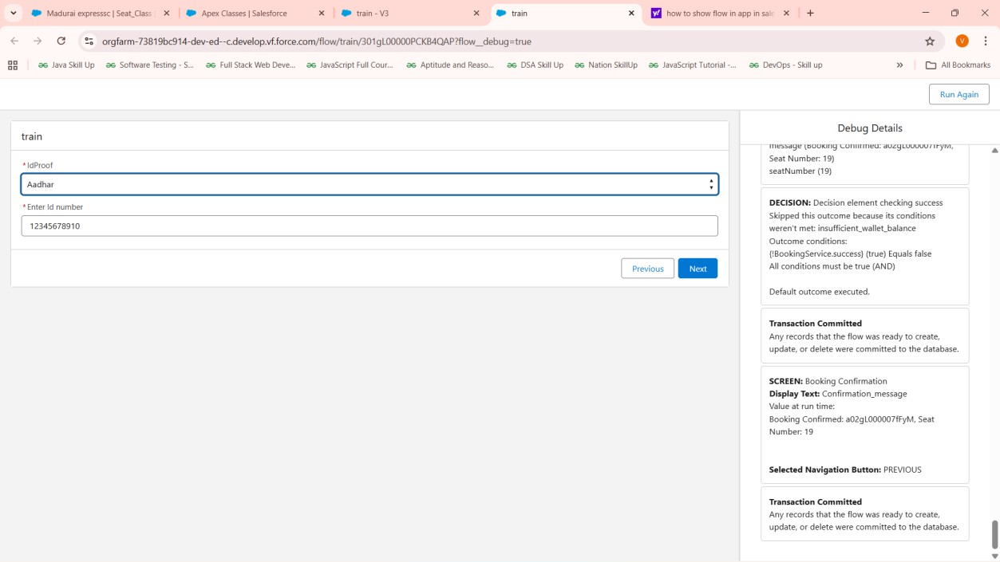 Madurai expresssc | Seat_Class
Apex Classes | Salesforce
train - V3
train
how to show flow in app in sale
orgfarm-73819bc914-dev-ed--c.develop.vf.force.com/flow/train/301gL00000PCKB4QAP?flow__debug=true
V
Java Skill Up
Software Testing - S...
Full Stack Web Deve...
JavaScript Full Cour...
Aptitude and Reaso...
DSA Skill Up
Nation SkillUp
JavaScript Tutorial -...
DevOps - Skill up
All Bookmarks
Run Again
train
*IdProof
Aadhar
*Enter Id number
12345678910
Previous
Next
Debug Details
message (Booking Confirmed: a02gL000007fFyM,
Seat Number: 19)
seatNumber (19)
DECISION: Decision element checking success
Skipped this outcome because its conditions
weren't met: insufficient_wallet_balance
Outcome conditions:
{!BookingService.success} (true) Equals false
All conditions must be true (AND)
Default outcome executed.
Transaction Committed
Any records that the flow was ready to create,
update, or delete were committed to the database.
SCREEN: Booking Confirmation
Display Text: Confirmation_message
Value at run time:
Booking Confirmed: a02gL000007fFyM, Seat
Number: 19
Selected Navigation Button: PREVIOUS
Transaction Committed
Any records that the flow was ready to create,
update, or delete were committed to the database.